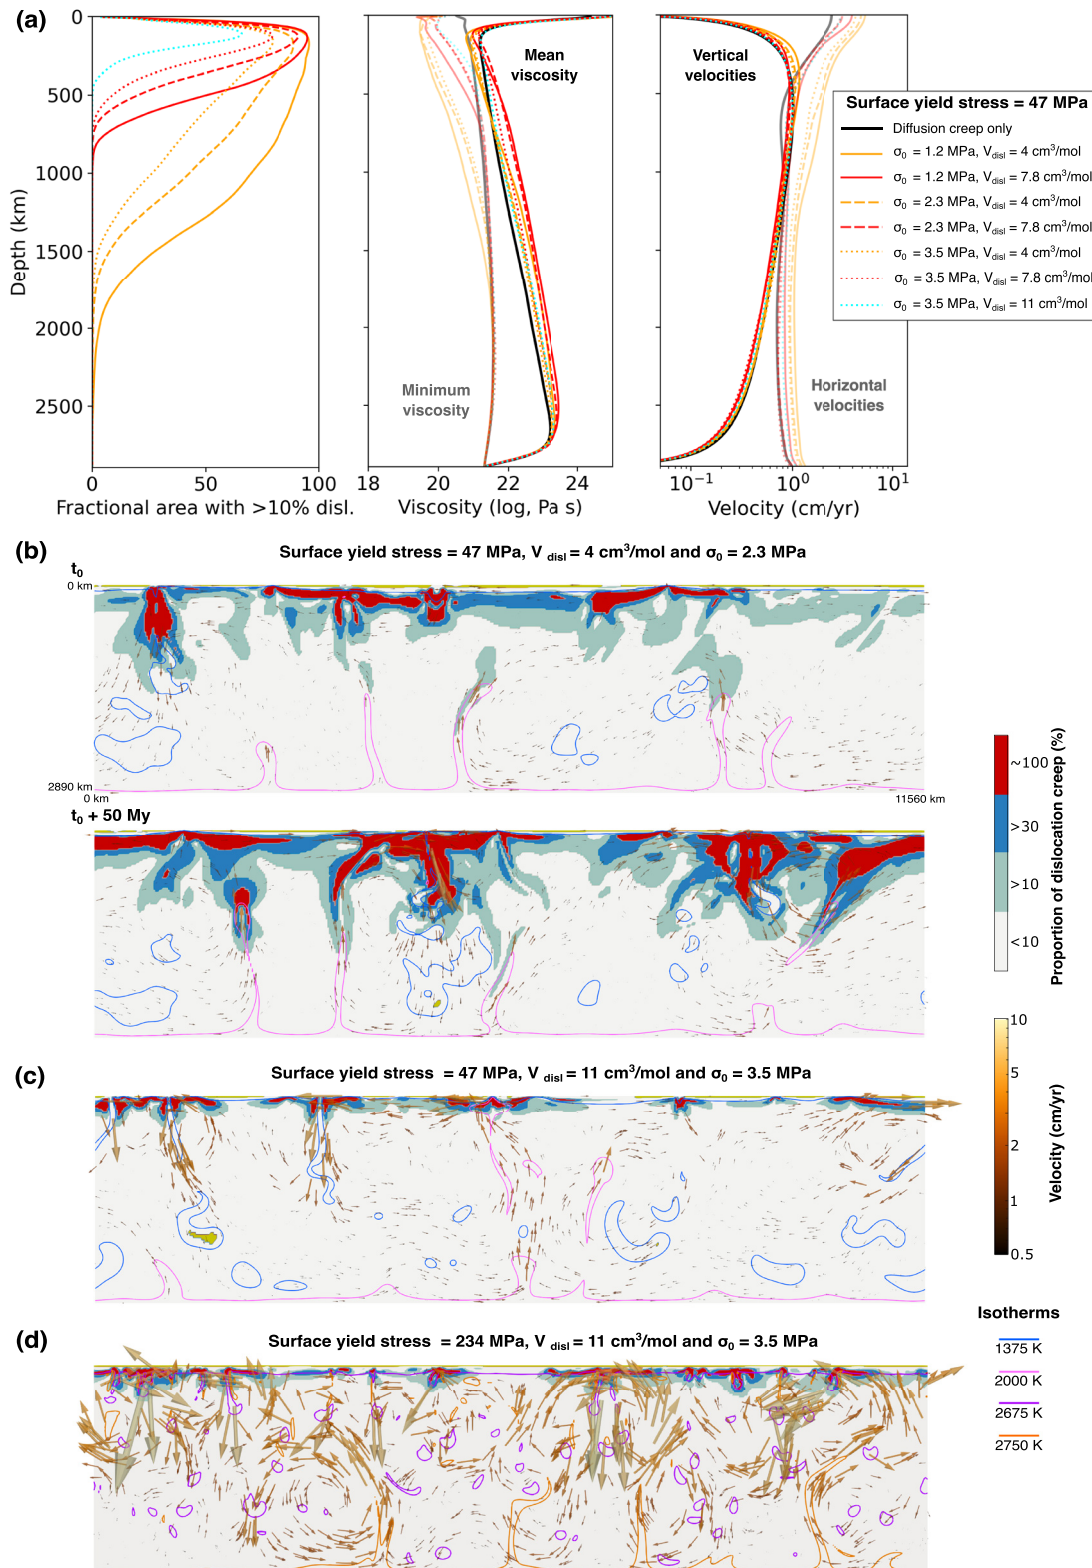 (a)
0
500
1000
1500
2000
2500
Depth (km)
0 50 100
Fractional area with >10% disl.
Mean
viscosity
Minimum
viscosity
18 20 22 24
Viscosity (log, Pa s)
Vertical
velocities
Horizontal
velocities
10⁻¹ 10⁰ 10¹
Velocity (cm/yr)
Surface yield stress = 47 MPa
Diffusion creep only
σ₀ = 1.2 MPa, V_disl = 4 cm³/mol
σ₀ = 1.2 MPa, V_disl = 7.8 cm³/mol
σ₀ = 2.3 MPa, V_disl = 4 cm³/mol
σ₀ = 2.3 MPa, V_disl = 7.8 cm³/mol
σ₀ = 3.5 MPa, V_disl = 4 cm³/mol
σ₀ = 3.5 MPa, V_disl = 7.8 cm³/mol
σ₀ = 3.5 MPa, V_disl = 11 cm³/mol
(b)
Surface yield stress = 47 MPa, V disl = 4 cm³/mol and σ₀ = 2.3 MPa
t₀
0 km
2890 km
0 km 11560 km
t₀ + 50 My
~100
>30
>10
<10
Proportion of dislocation creep (%)
(c)
Surface yield stress = 47 MPa, V disl = 11 cm³/mol and σ₀ = 3.5 MPa
10
5
2
1
0.5
Velocity (cm/yr)
(d)
Surface yield stress = 234 MPa, V disl = 11 cm³/mol and σ₀ = 3.5 MPa
Isotherms
1375 K
2000 K
2675 K
2750 K